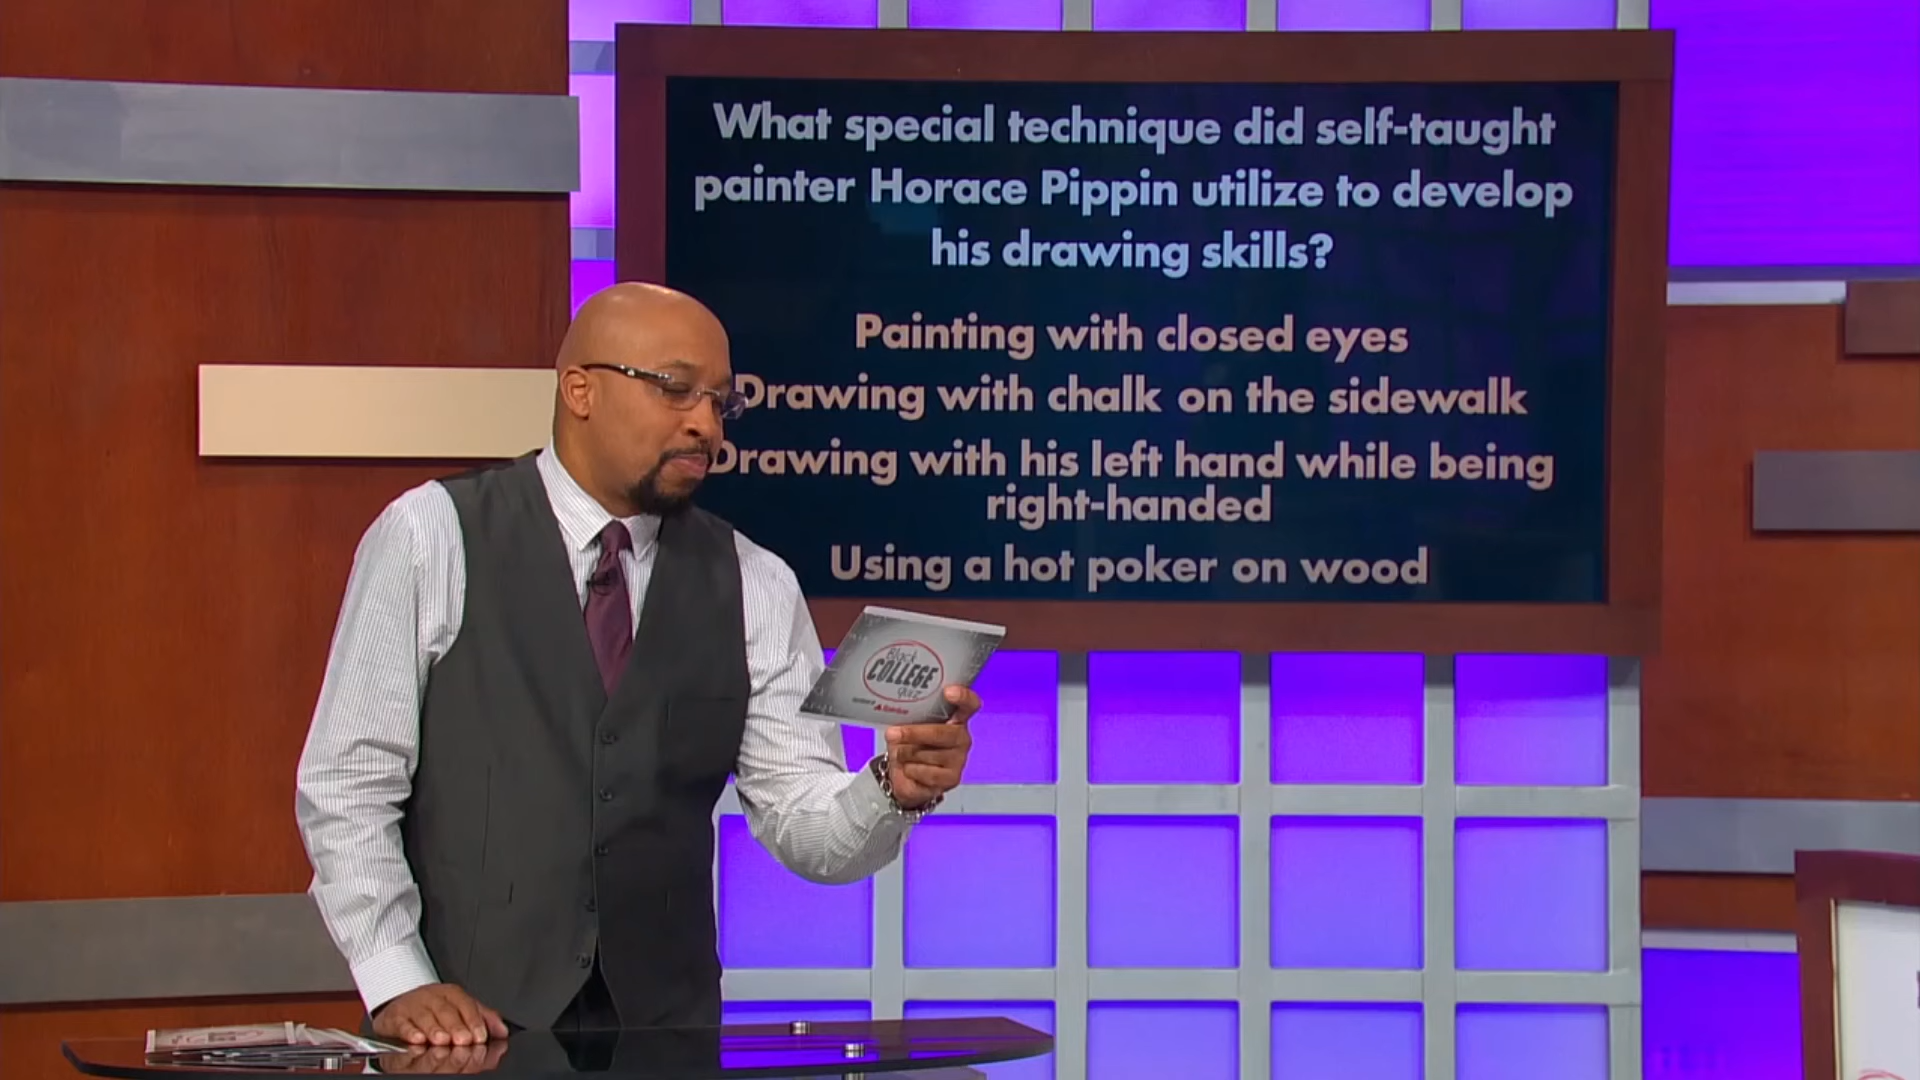 What special technique did self-taught
painter Horace Pippin utilize to develop
his drawing skills?
Painting with closed eyes
Drawing with chalk on the sidewalk
Drawing with his left hand while being
right-handed
Using a hot poker on wood
Black
COLLEGE
Quiz